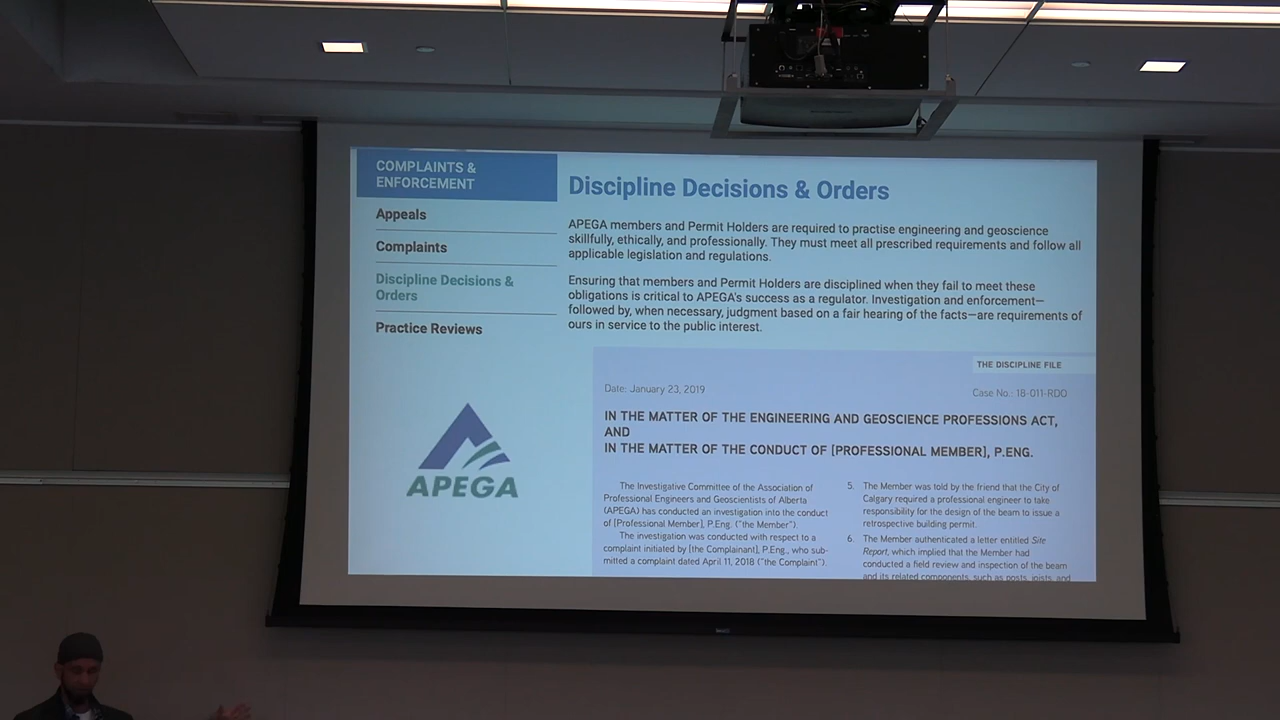 COMPLAINTS &
ENFORCEMENT
Appeals
Complaints
Discipline Decisions &
Orders
Practice Reviews
APEGA
Discipline Decisions & Orders
APEGA members and Permit Holders are required to practise engineering and geoscience
skillfully, ethically, and professionally. They must meet all prescribed requirements and follow all
applicable legislation and regulations.
Ensuring that members and Permit Holders are disciplined when they fail to meet these
obligations is critical to APEGA's success as a regulator. Investigation and enforcement—
followed by, when necessary, judgment based on a fair hearing of the facts—are requirements of
ours in service to the public interest.
THE DISCIPLINE FILE
Date: January 23, 2019
Case No.: 18-011-RDO
IN THE MATTER OF THE ENGINEERING AND GEOSCIENCE PROFESSIONS ACT,
AND
IN THE MATTER OF THE CONDUCT OF [PROFESSIONAL MEMBER], P.ENG.
The Investigative Committee of the Association of
Professional Engineers and Geoscientists of Alberta
(APEGA) has conducted an investigation into the conduct
of [Professional Member], P.Eng. ("the Member").
The investigation was conducted with respect to a
complaint initiated by [the Complainant], P.Eng., who sub-
mitted a complaint dated April 11, 2018 ("the Complaint").
5. The Member was told by the friend that the City of
Calgary required a professional engineer to take
responsibility for the design of the beam to issue a
retrospective building permit.
6. The Member authenticated a letter entitled Site
Report, which implied that the Member had
conducted a field review and inspection of the beam
and its related components, such as posts, joists, and